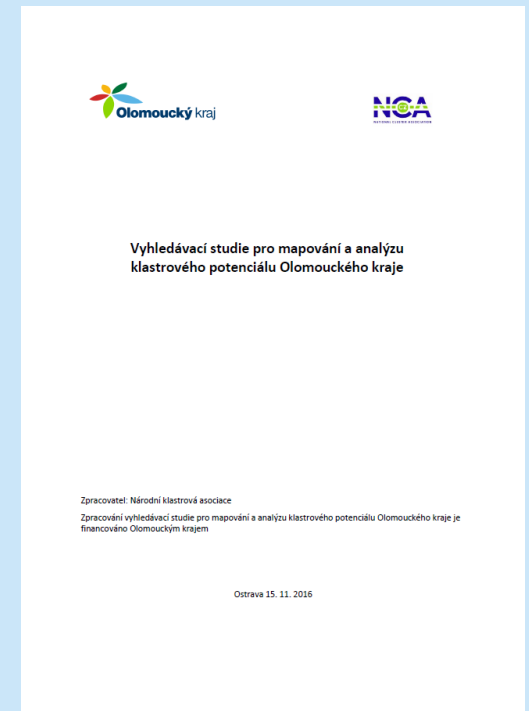 Olomoucký kraj
NCA
NATIONAL CLUSTER ASSOCIATION
Vyhledávací studie pro mapování a analýzu
klastrového potenciálu Olomouckého kraje
Zpracovatel: Národní klastrová asociace
Zpracování vyhledávací studie pro mapování a analýzu klastrového potenciálu Olomouckého kraje je
financováno Olomouckým krajem
Ostrava 15. 11. 2016